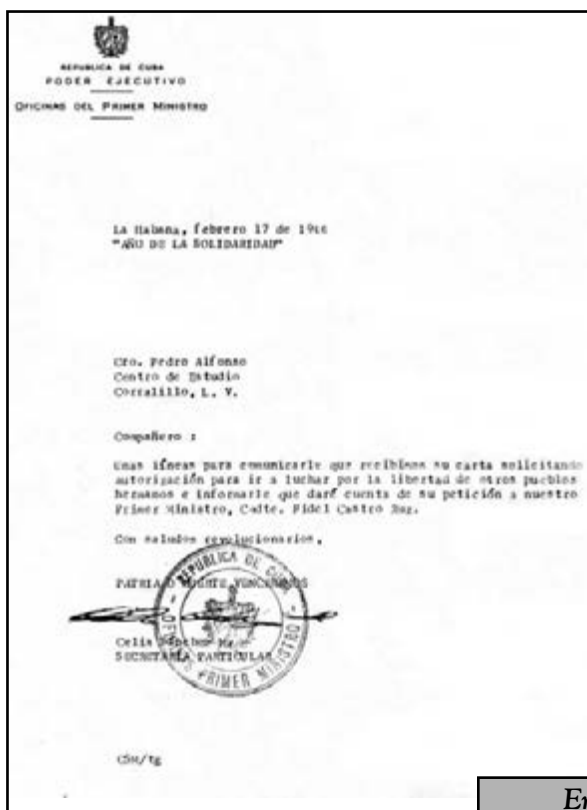 REPUBLICA DE CUBA
PODER EJECUTIVO
OFICINAS DEL PRIMER MINISTRO
La Habana, febrero 17 de 1966
"AÑO DE LA SOLIDARIDAD"
Cro. Pedro Alfonso
Centro de Estudio
Corralillo, L. V.
Compañero :
Unas líneas para comunicarle que recibimos su carta solicitando
autorización para ir a luchar por la libertad de otros pueblos
hermanos e informarle que daré cuenta de su petición a nuestro
Primer Ministro, Cmdte. Fidel Castro Ruz.
Con saludos revolucionarios,
PATRIA O MUERTE VENCEREMOS
REPUBLICA DE CUBA
PRIMER MINISTRO
Celia Sánchez M.
SECRETARIA PARTICULAR
CSM/tg